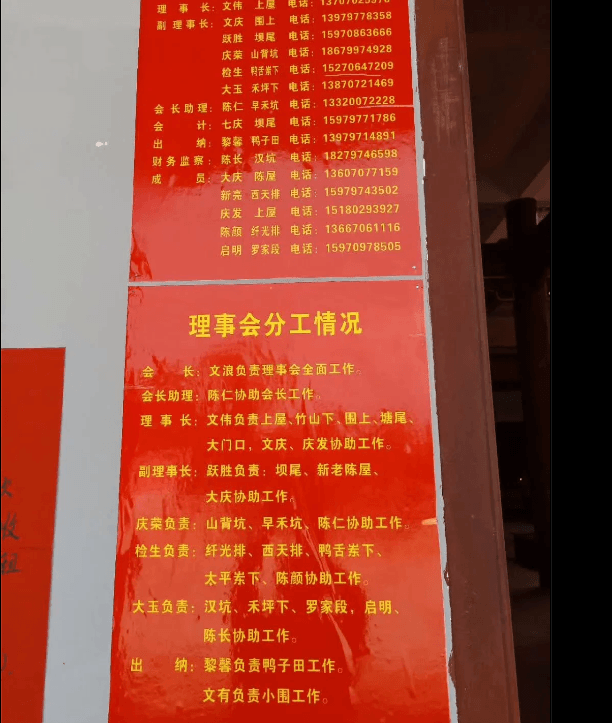 理事长：文伟 上屋 电话：
副理事长：文庆 围上 电话：13979778358
跃胜 坝尾 电话：15970863666
庆荣 山背坑 电话：18679974928
检生 鸭舌崬下 电话：15270647209
大玉 禾坪下 电话：13870721469
会长助理：陈仁 早禾坑 电话：13320072228
会计：七庆 坝尾 电话：15979771786
出纳：黎馨 鸭子田 电话：13979714891
财务监察：陈长 汉坑 电话：18279746598
成员：大庆 陈屋 电话：13607077159
新亮 西天排 电话：15979743502
庆发 上屋 电话：15180293927
陈颜 纤光排 电话：13667061116
启明 罗家段 电话：15970978505
理事会分工情况
会长：文浪负责理事会全面工作。
会长助理：陈仁协助会长工作。
理事长：文伟负责上屋、竹山下、围上、塘尾、
大门口，文庆、庆发协助工作。
副理事长：跃胜负责：坝尾、新老陈屋、
大庆协助工作。
庆荣负责：山背坑、早禾坑、陈仁协助工作。
检生负责：纤光排、西天排、鸭舌崬下、
太平崬下、陈颜协助工作。
大玉负责：汉坑、禾坪下、罗家段，启明、
陈长协助工作。
出纳：黎馨负责鸭子田工作。
文有负责小围工作。